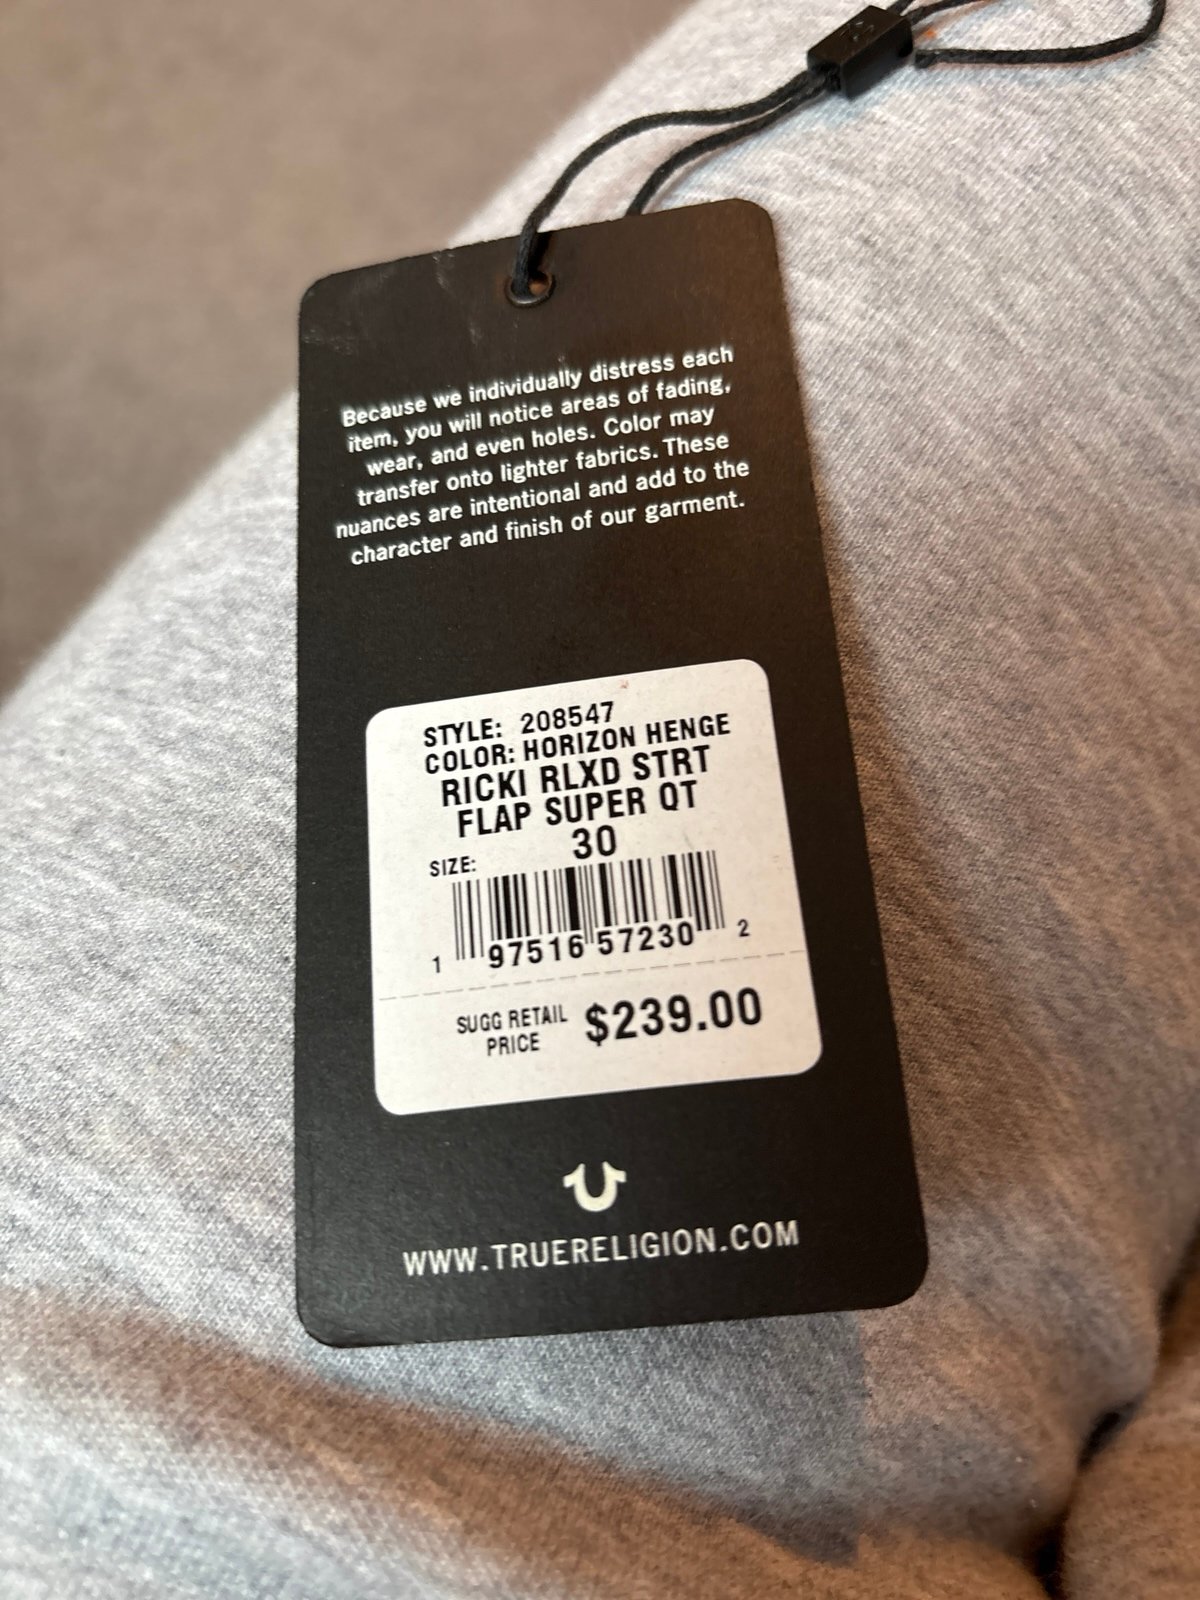 Because we individually distress each
item, you will notice areas of fading,
wear, and even holes. Color may
transfer onto lighter fabrics. These
nuances are intentional and add to the
character and finish of our garment.
STYLE: 208547
COLOR: HORIZON HENGE
RICKI RLXD STRT
FLAP SUPER QT
SIZE: 30
1 97516 57230 2
SUGG RETAIL PRICE $239.00
WWW.TRUERELIGION.COM